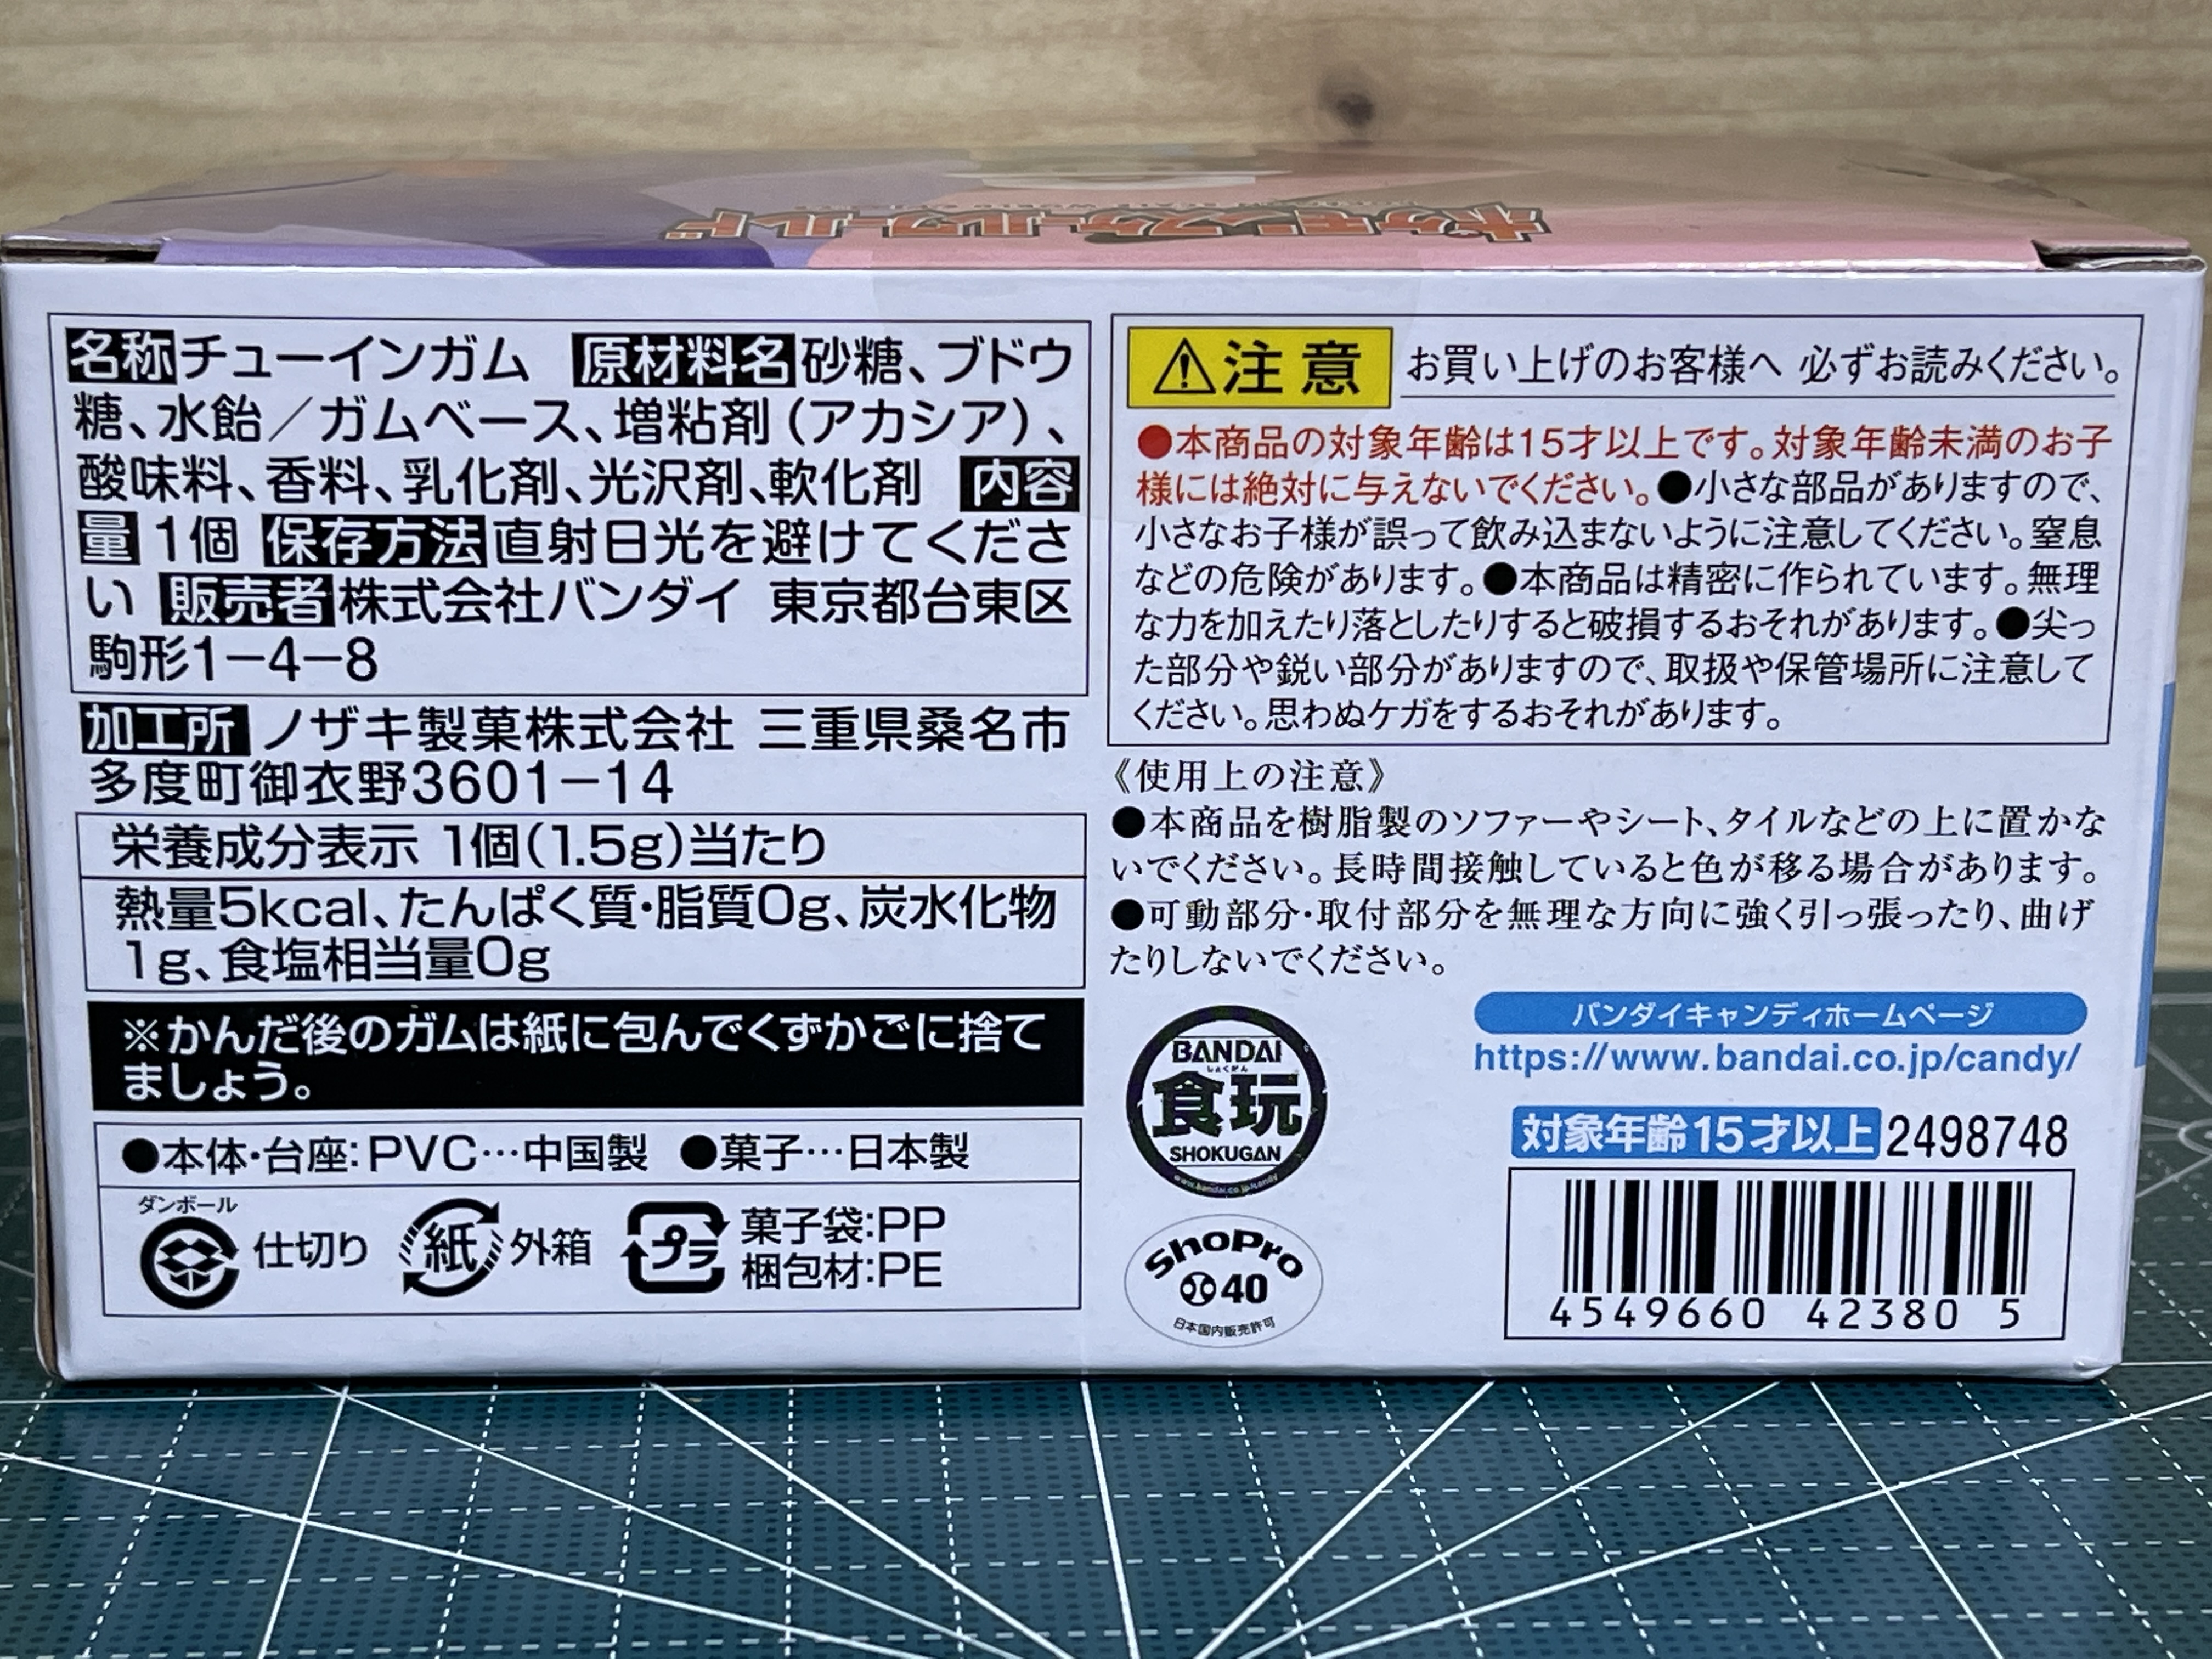 ポケモンスケールワールド
名称 チューインガム 原材料名 砂糖、ブドウ
糖、水飴／ガムベース、増粘剤（アカシア）、
酸味料、香料、乳化剤、光沢剤、軟化剤 内容
量 1個 保存方法 直射日光を避けてくださ
い 販売者 株式会社バンダイ 東京都台東区
駒形1－4－8
加工所 ノザキ製菓株式会社 三重県桑名市
多度町御衣野3601－14
栄養成分表示 1個(1.5g)当たり
熱量5kcal、たんぱく質・脂質0g、炭水化物
1g、食塩相当量0g
※かんだ後のガムは紙に包んでくずかごに捨て
ましょう。
●本体・台座:PVC…中国製 ●菓子…日本製
ダンボール
仕切り
紙
外箱
プラ
菓子袋:PP
梱包材:PE
注意 お買い上げのお客様へ 必ずお読みください。
●本商品の対象年齢は15才以上です。対象年齢未満のお子
様には絶対に与えないでください。●小さな部品がありますので、
小さなお子様が誤って飲み込まないように注意してください。窒息
などの危険があります。●本商品は精密に作られています。無理
な力を加えたり落としたりすると破損するおそれがあります。●尖っ
た部分や鋭い部分がありますので、取扱や保管場所に注意して
ください。思わぬケガをするおそれがあります。
《使用上の注意》
●本商品を樹脂製のソファーやシート、タイルなどの上に置かな
いでください。長時間接触していると色が移る場合があります。
●可動部分・取付部分を無理な方向に強く引っ張ったり、曲げ
たりしないでください。
BANDAI
しょくがん
食玩
SHOKUGAN
www.bandai.co.jp/candy
ShoPro
40
日本国内販売許可
バンダイキャンディホームページ
https://www.bandai.co.jp/candy/
対象年齢15才以上 2498748
4549660 42380 5